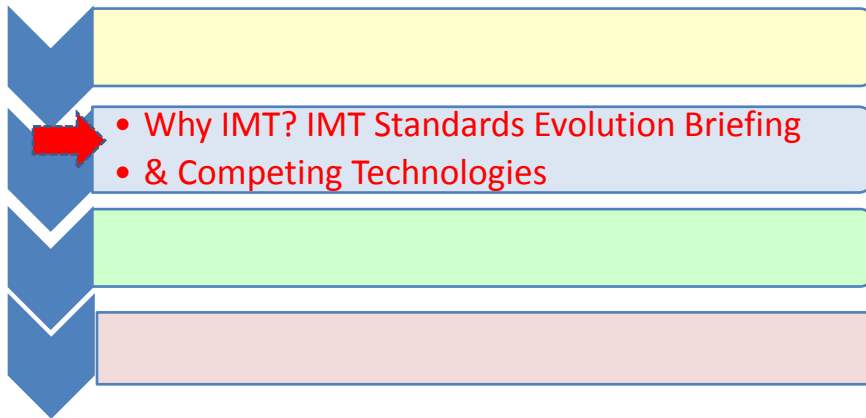 • Why IMT? IMT Standards Evolution Briefing
• & Competing Technologies